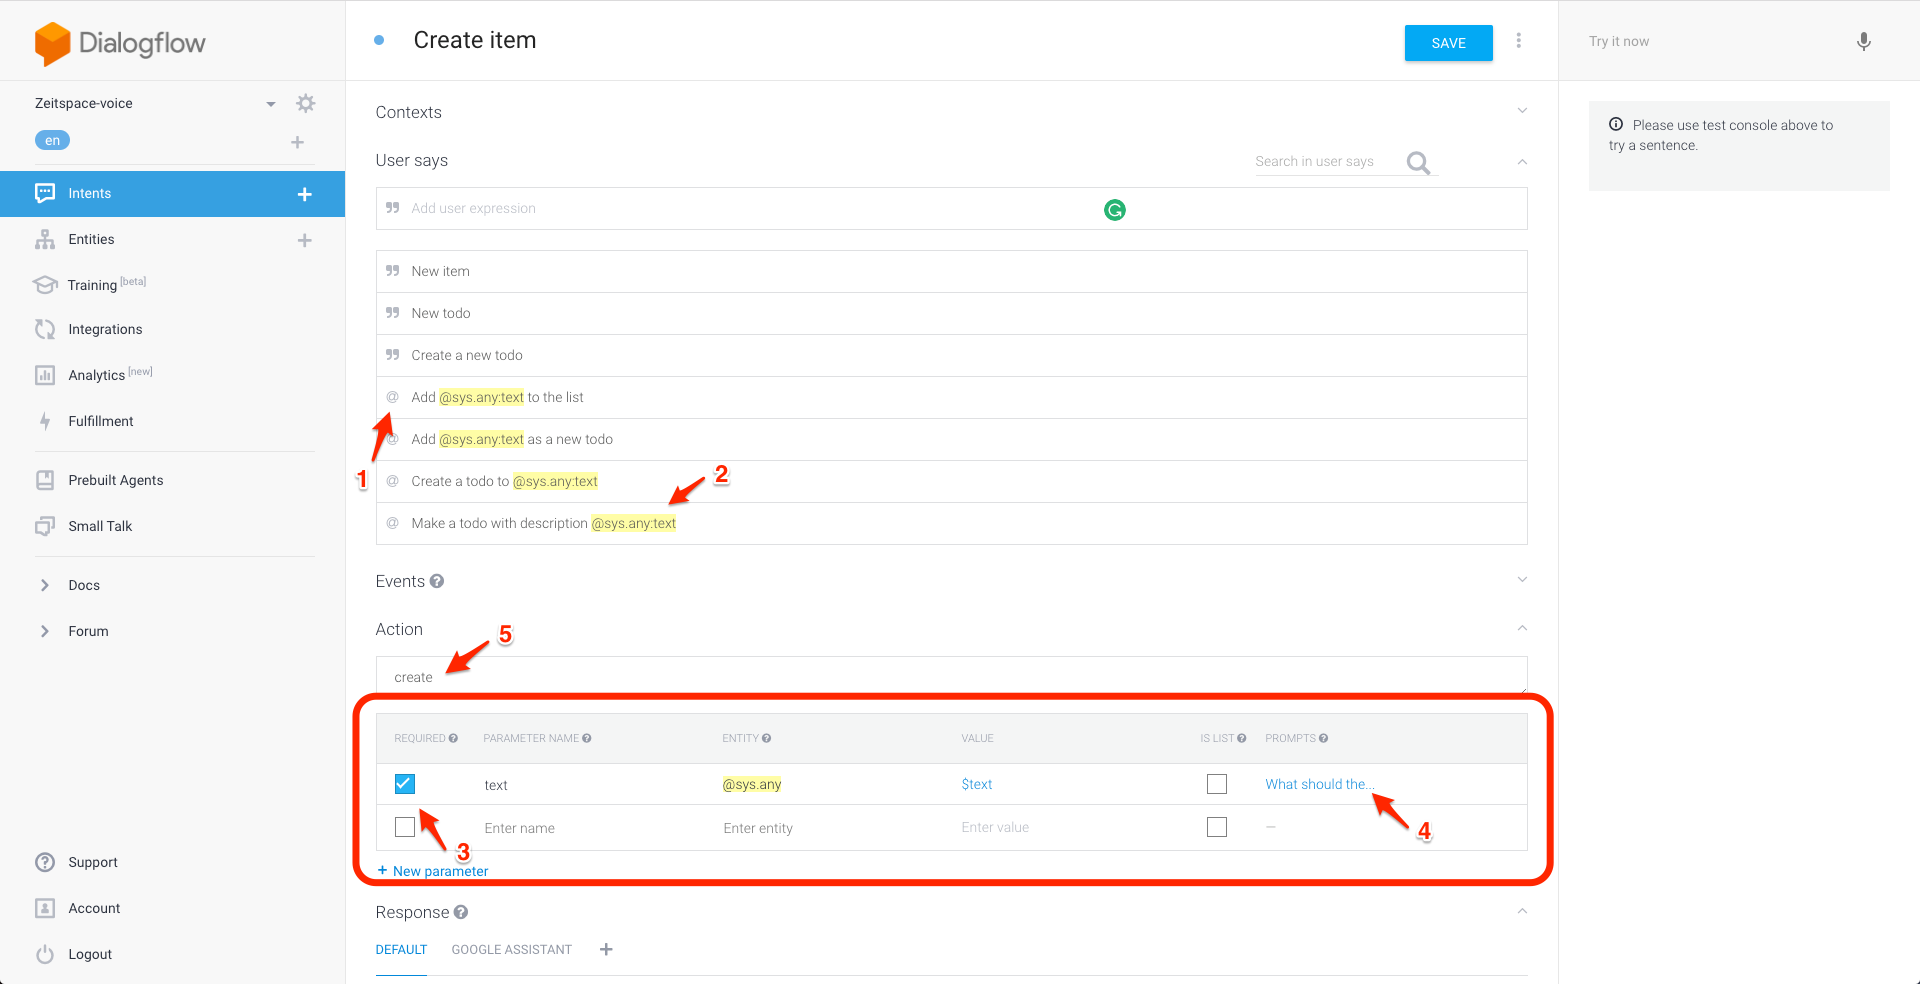 Dialogflow
Zeitspace-voice
en
Intents
Entities
Training [beta]
Integrations
Analytics [new]
Fulfillment
Prebuilt Agents
Small Talk
Docs
Forum
Support
Account
Logout
Create item
SAVE
Contexts
User says
Search in user says
Add user expression
New item
New todo
Create a new todo
@ Add @sys.any:text to the list
@ Add @sys.any:text as a new todo
1
@ Create a todo to @sys.any:text
2
@ Make a todo with description @sys.any:text
Events ?
Action
5
create
REQUIRED ? PARAMETER NAME ? ENTITY ? VALUE IS LIST ? PROMPTS ?
text @sys.any $text What should the...
Enter name Enter entity Enter value –
3
4
+ New parameter
Response ?
DEFAULT GOOGLE ASSISTANT +
Try it now
Please use test console above to
try a sentence.